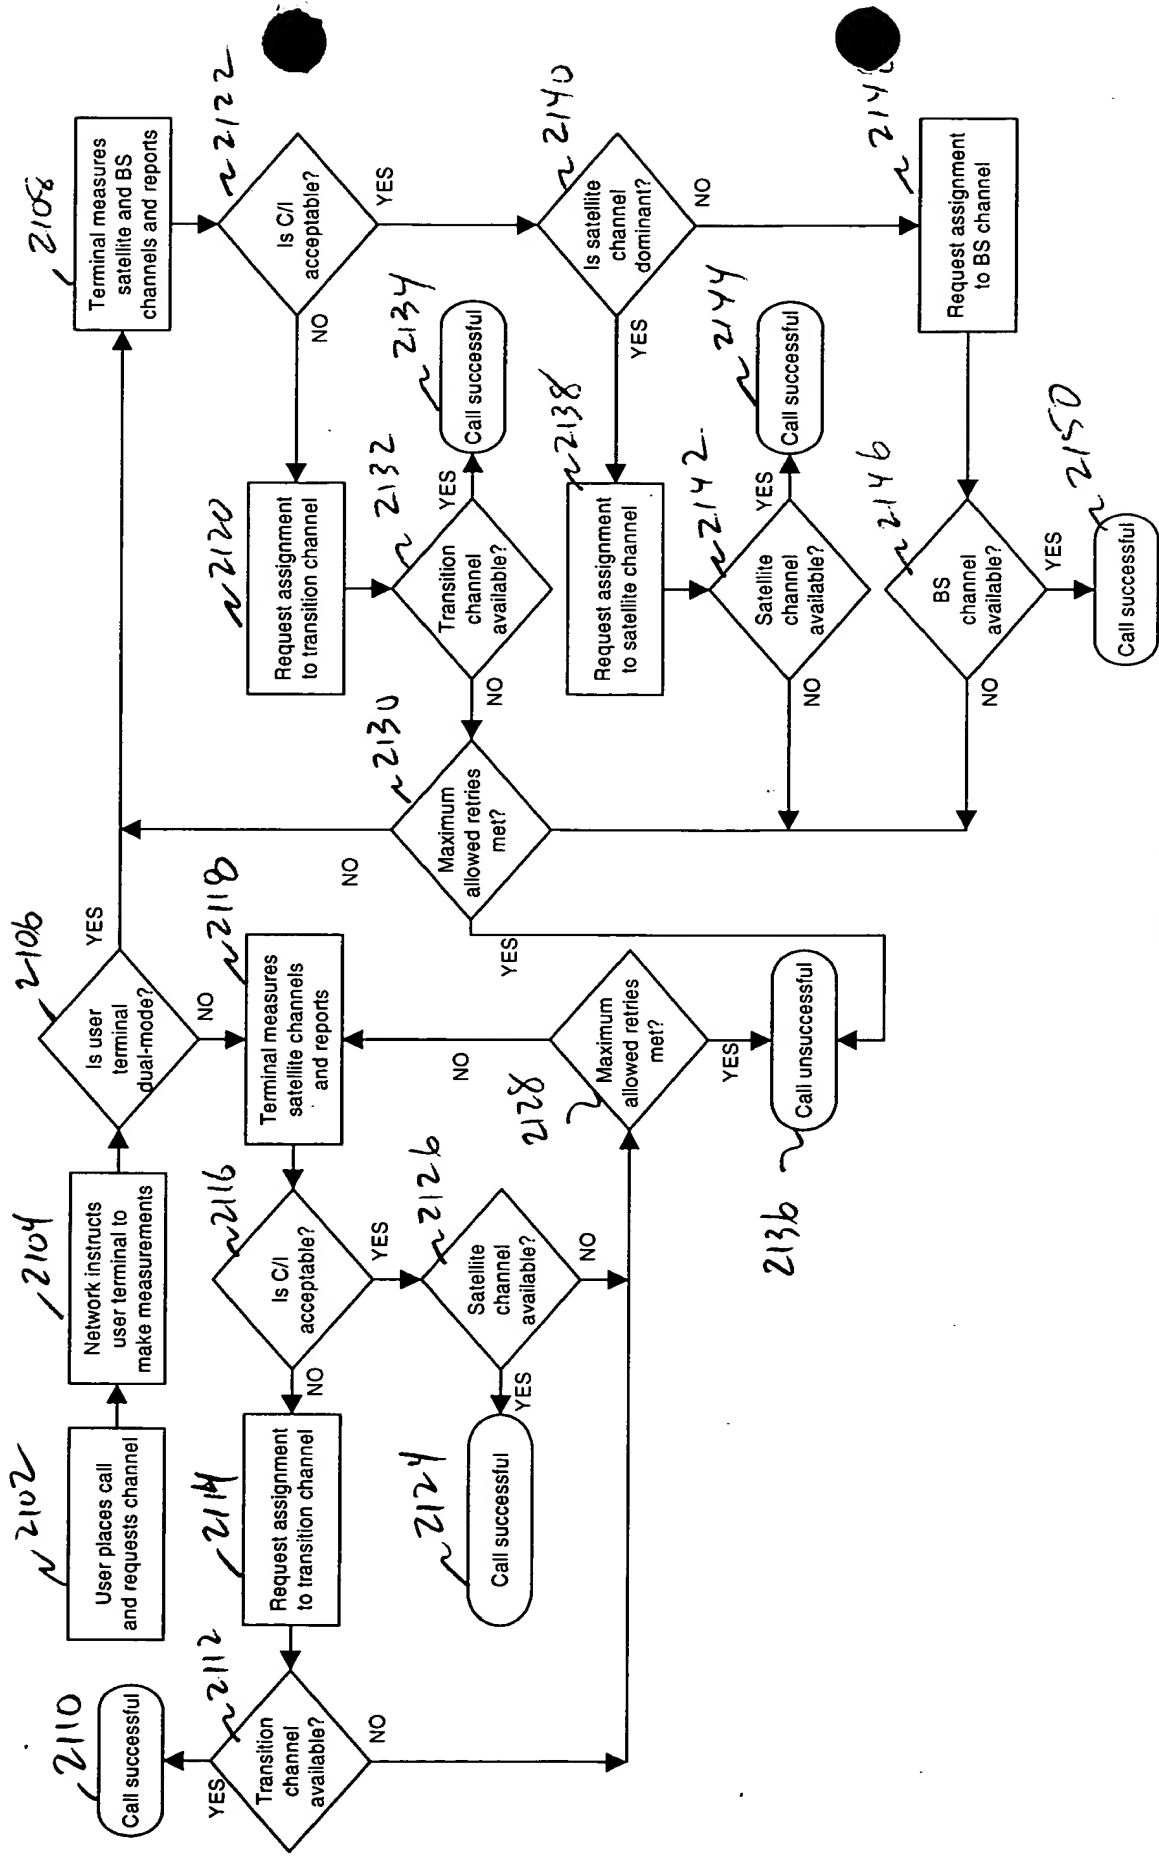 2110
Call successful
YES
2112
Transition
channel
available?
NO
2102
User places call
and requests channel
2114
Request assignment
to transition channel
2124
Call successful
YES
2104
Network instructs
user terminal to
make measurements
2116
Is C/I
acceptable?
NO
YES
2126
Satellite
channel
available?
NO
2106
Is user
terminal
dual-mode?
YES
NO
2118
Terminal measures
satellite channels
and reports
NO
2128
Maximum
allowed retries
met?
YES
2136
Call unsuccessful
2130
Maximum
allowed retries
met?
NO
YES
2108
Terminal measures
satellite and BS
channels and reports
2122
Is C/I
acceptable?
NO
YES
2120
Request assignment
to transition channel
2132
Transition
channel
available?
YES
NO
2134
Call successful
2140
Is satellite
channel
dominant?
YES
NO
2138
Request assignment
to satellite channel
2142
Satellite
channel
available?
YES
NO
2144
Call successful
Request assignment
to BS channel
2146
BS
channel
available?
NO
YES
2150
Call successful